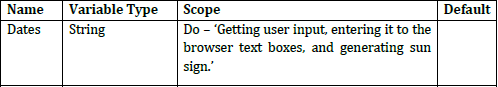 Name Variable Type Scope Default
Dates String Do – ‘Getting user input, entering it to the
browser text boxes, and generating sun
sign.’